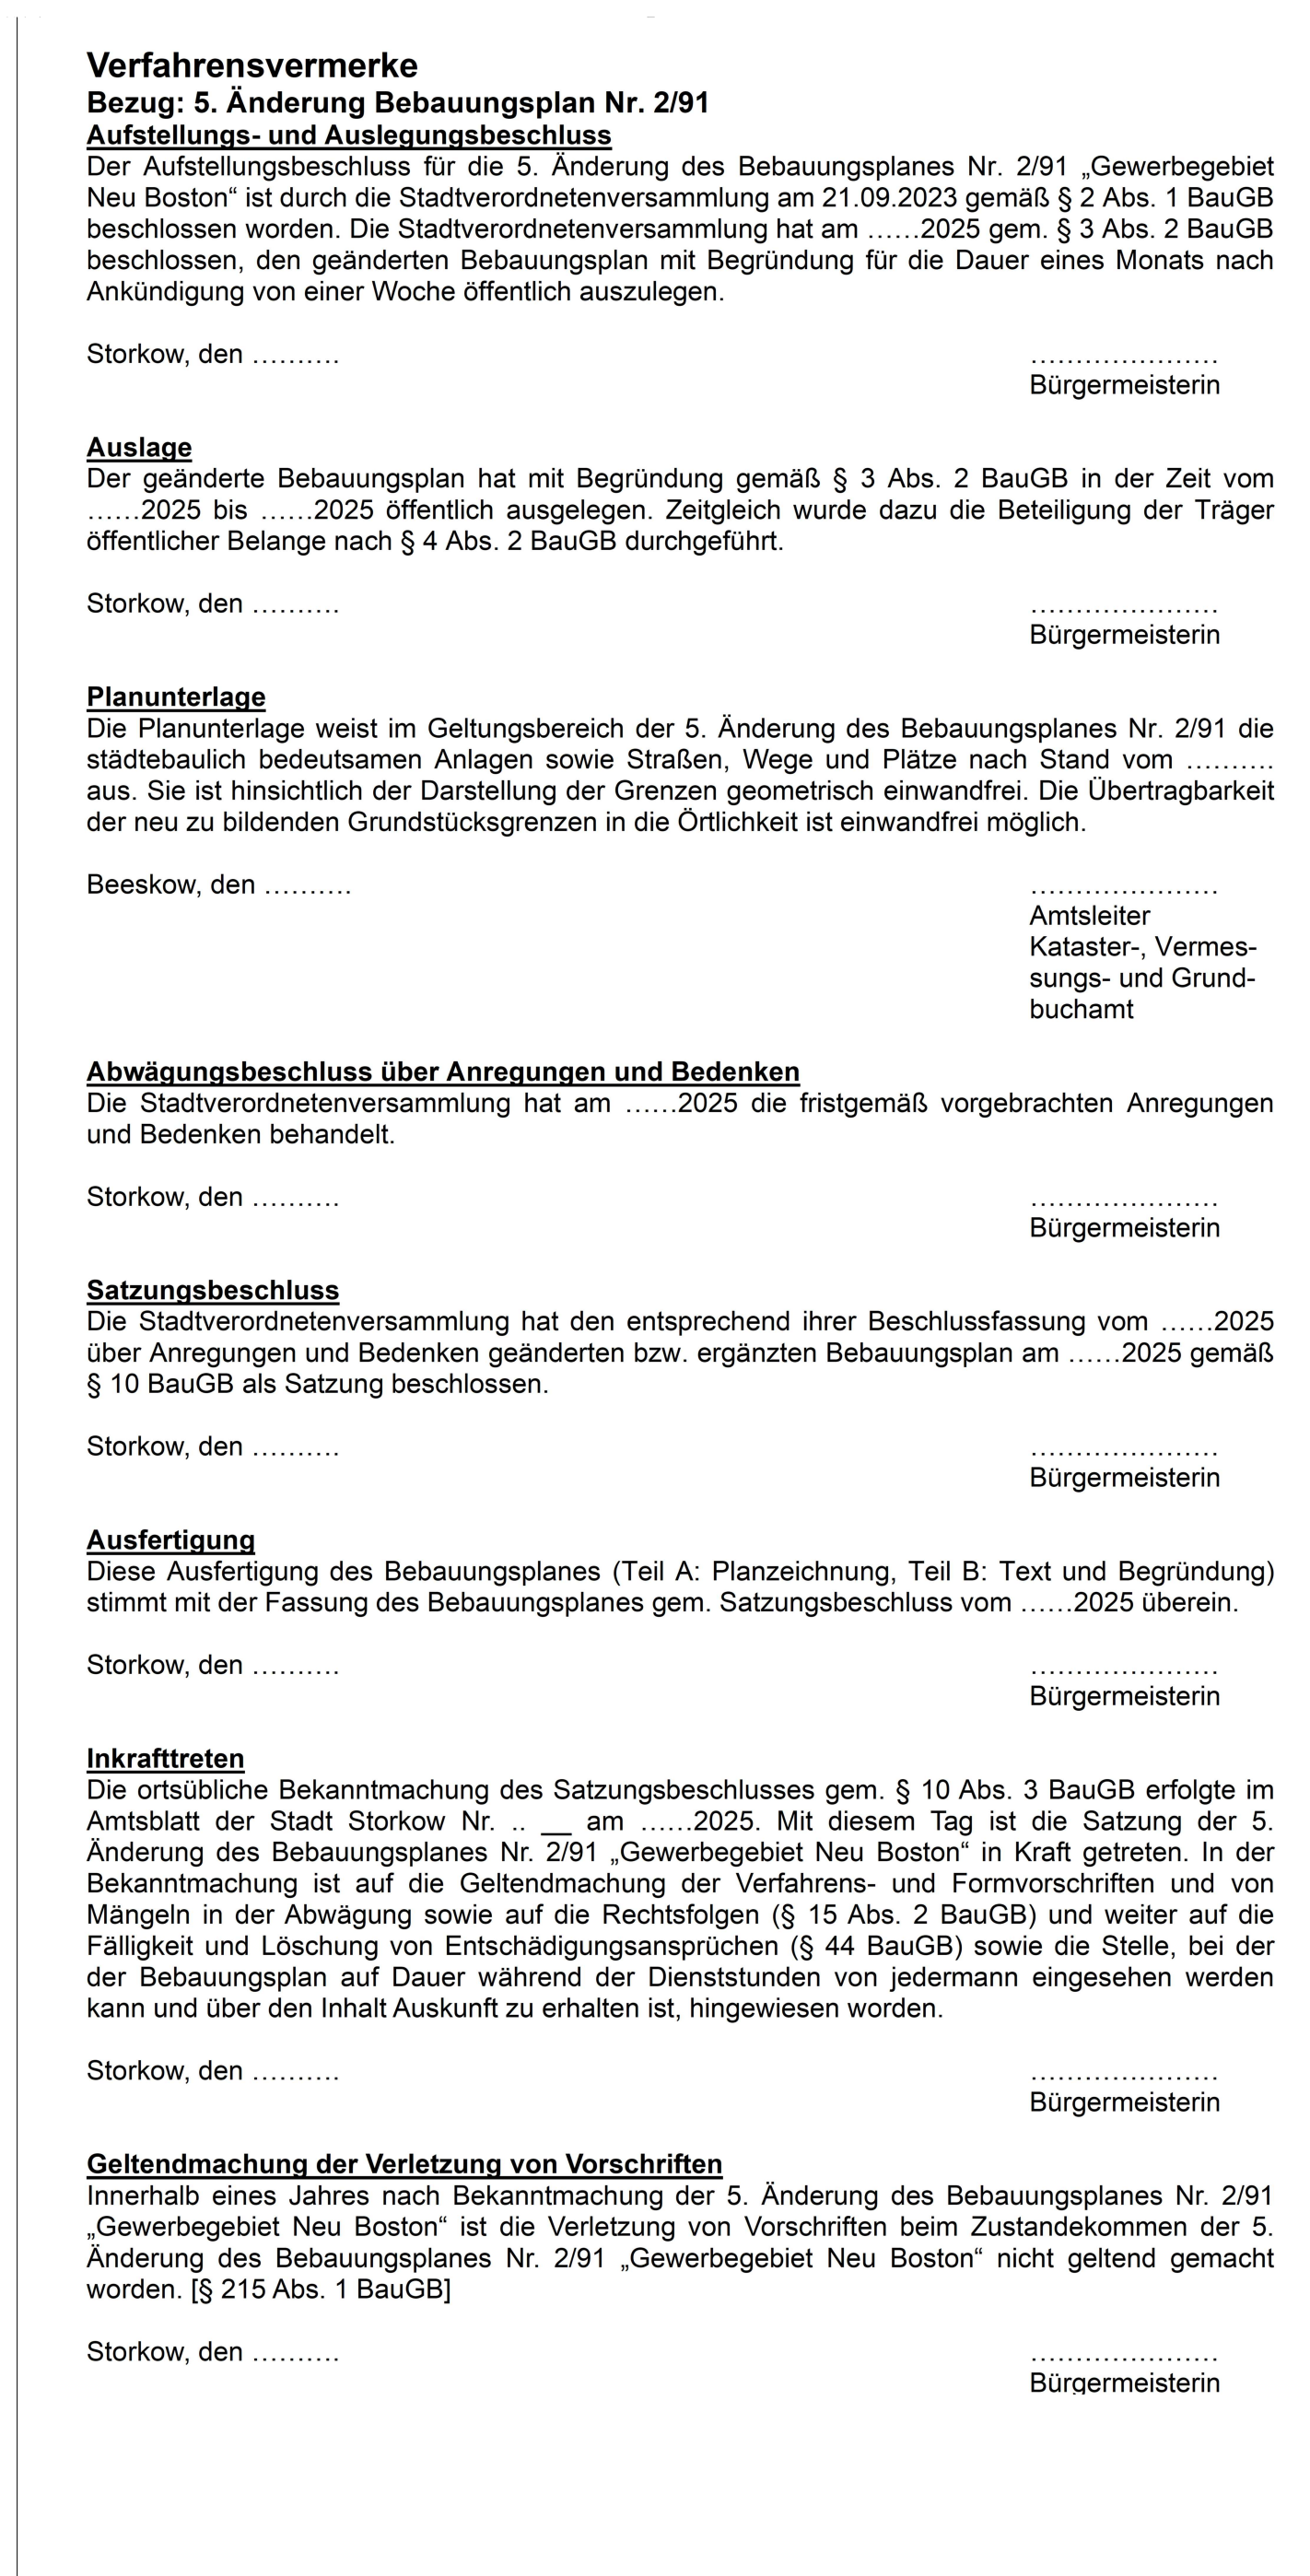 Verfahrensvermerke
Bezug: 5. Änderung Bebauungsplan Nr. 2/91
Aufstellungs- und Auslegungsbeschluss
Der Aufstellungsbeschluss für die 5. Änderung des Bebauungsplanes Nr. 2/91 „Gewerbegebiet
Neu Boston“ ist durch die Stadtverordnetenversammlung am 21.09.2023 gemäß § 2 Abs. 1 BauGB
beschlossen worden. Die Stadtverordnetenversammlung hat am ……2025 gem. § 3 Abs. 2 BauGB
beschlossen, den geänderten Bebauungsplan mit Begründung für die Dauer eines Monats nach
Ankündigung von einer Woche öffentlich auszulegen.
Storkow, den ………. …………………
Bürgermeisterin
Auslage
Der geänderte Bebauungsplan hat mit Begründung gemäß § 3 Abs. 2 BauGB in der Zeit vom
……2025 bis ……2025 öffentlich ausgelegen. Zeitgleich wurde dazu die Beteiligung der Träger
öffentlicher Belange nach § 4 Abs. 2 BauGB durchgeführt.
Storkow, den ………. …………………
Bürgermeisterin
Planunterlage
Die Planunterlage weist im Geltungsbereich der 5. Änderung des Bebauungsplanes Nr. 2/91 die
städtebaulich bedeutsamen Anlagen sowie Straßen, Wege und Plätze nach Stand vom ……….
aus. Sie ist hinsichtlich der Darstellung der Grenzen geometrisch einwandfrei. Die Übertragbarkeit
der neu zu bildenden Grundstücksgrenzen in die Örtlichkeit ist einwandfrei möglich.
Beeskow, den ………. …………………
Amtsleiter
Kataster-, Vermes-
sungs- und Grund-
buchamt
Abwägungsbeschluss über Anregungen und Bedenken
Die Stadtverordnetenversammlung hat am ……2025 die fristgemäß vorgebrachten Anregungen
und Bedenken behandelt.
Storkow, den ………. …………………
Bürgermeisterin
Satzungsbeschluss
Die Stadtverordnetenversammlung hat den entsprechend ihrer Beschlussfassung vom ……2025
über Anregungen und Bedenken geänderten bzw. ergänzten Bebauungsplan am ……2025 gemäß
§ 10 BauGB als Satzung beschlossen.
Storkow, den ………. …………………
Bürgermeisterin
Ausfertigung
Diese Ausfertigung des Bebauungsplanes (Teil A: Planzeichnung, Teil B: Text und Begründung)
stimmt mit der Fassung des Bebauungsplanes gem. Satzungsbeschluss vom ……2025 überein.
Storkow, den ………. …………………
Bürgermeisterin
Inkrafttreten
Die ortsübliche Bekanntmachung des Satzungsbeschlusses gem. § 10 Abs. 3 BauGB erfolgte im
Amtsblatt der Stadt Storkow Nr. .. __ am ……2025. Mit diesem Tag ist die Satzung der 5.
Änderung des Bebauungsplanes Nr. 2/91 „Gewerbegebiet Neu Boston“ in Kraft getreten. In der
Bekanntmachung ist auf die Geltendmachung der Verfahrens- und Formvorschriften und von
Mängeln in der Abwägung sowie auf die Rechtsfolgen (§ 15 Abs. 2 BauGB) und weiter auf die
Fälligkeit und Löschung von Entschädigungsansprüchen (§ 44 BauGB) sowie die Stelle, bei der
der Bebauungsplan auf Dauer während der Dienststunden von jedermann eingesehen werden
kann und über den Inhalt Auskunft zu erhalten ist, hingewiesen worden.
Storkow, den ………. …………………
Bürgermeisterin
Geltendmachung der Verletzung von Vorschriften
Innerhalb eines Jahres nach Bekanntmachung der 5. Änderung des Bebauungsplanes Nr. 2/91
„Gewerbegebiet Neu Boston“ ist die Verletzung von Vorschriften beim Zustandekommen der 5.
Änderung des Bebauungsplanes Nr. 2/91 „Gewerbegebiet Neu Boston“ nicht geltend gemacht
worden. [§ 215 Abs. 1 BauGB]
Storkow, den ………. …………………
Bürgermeisterin